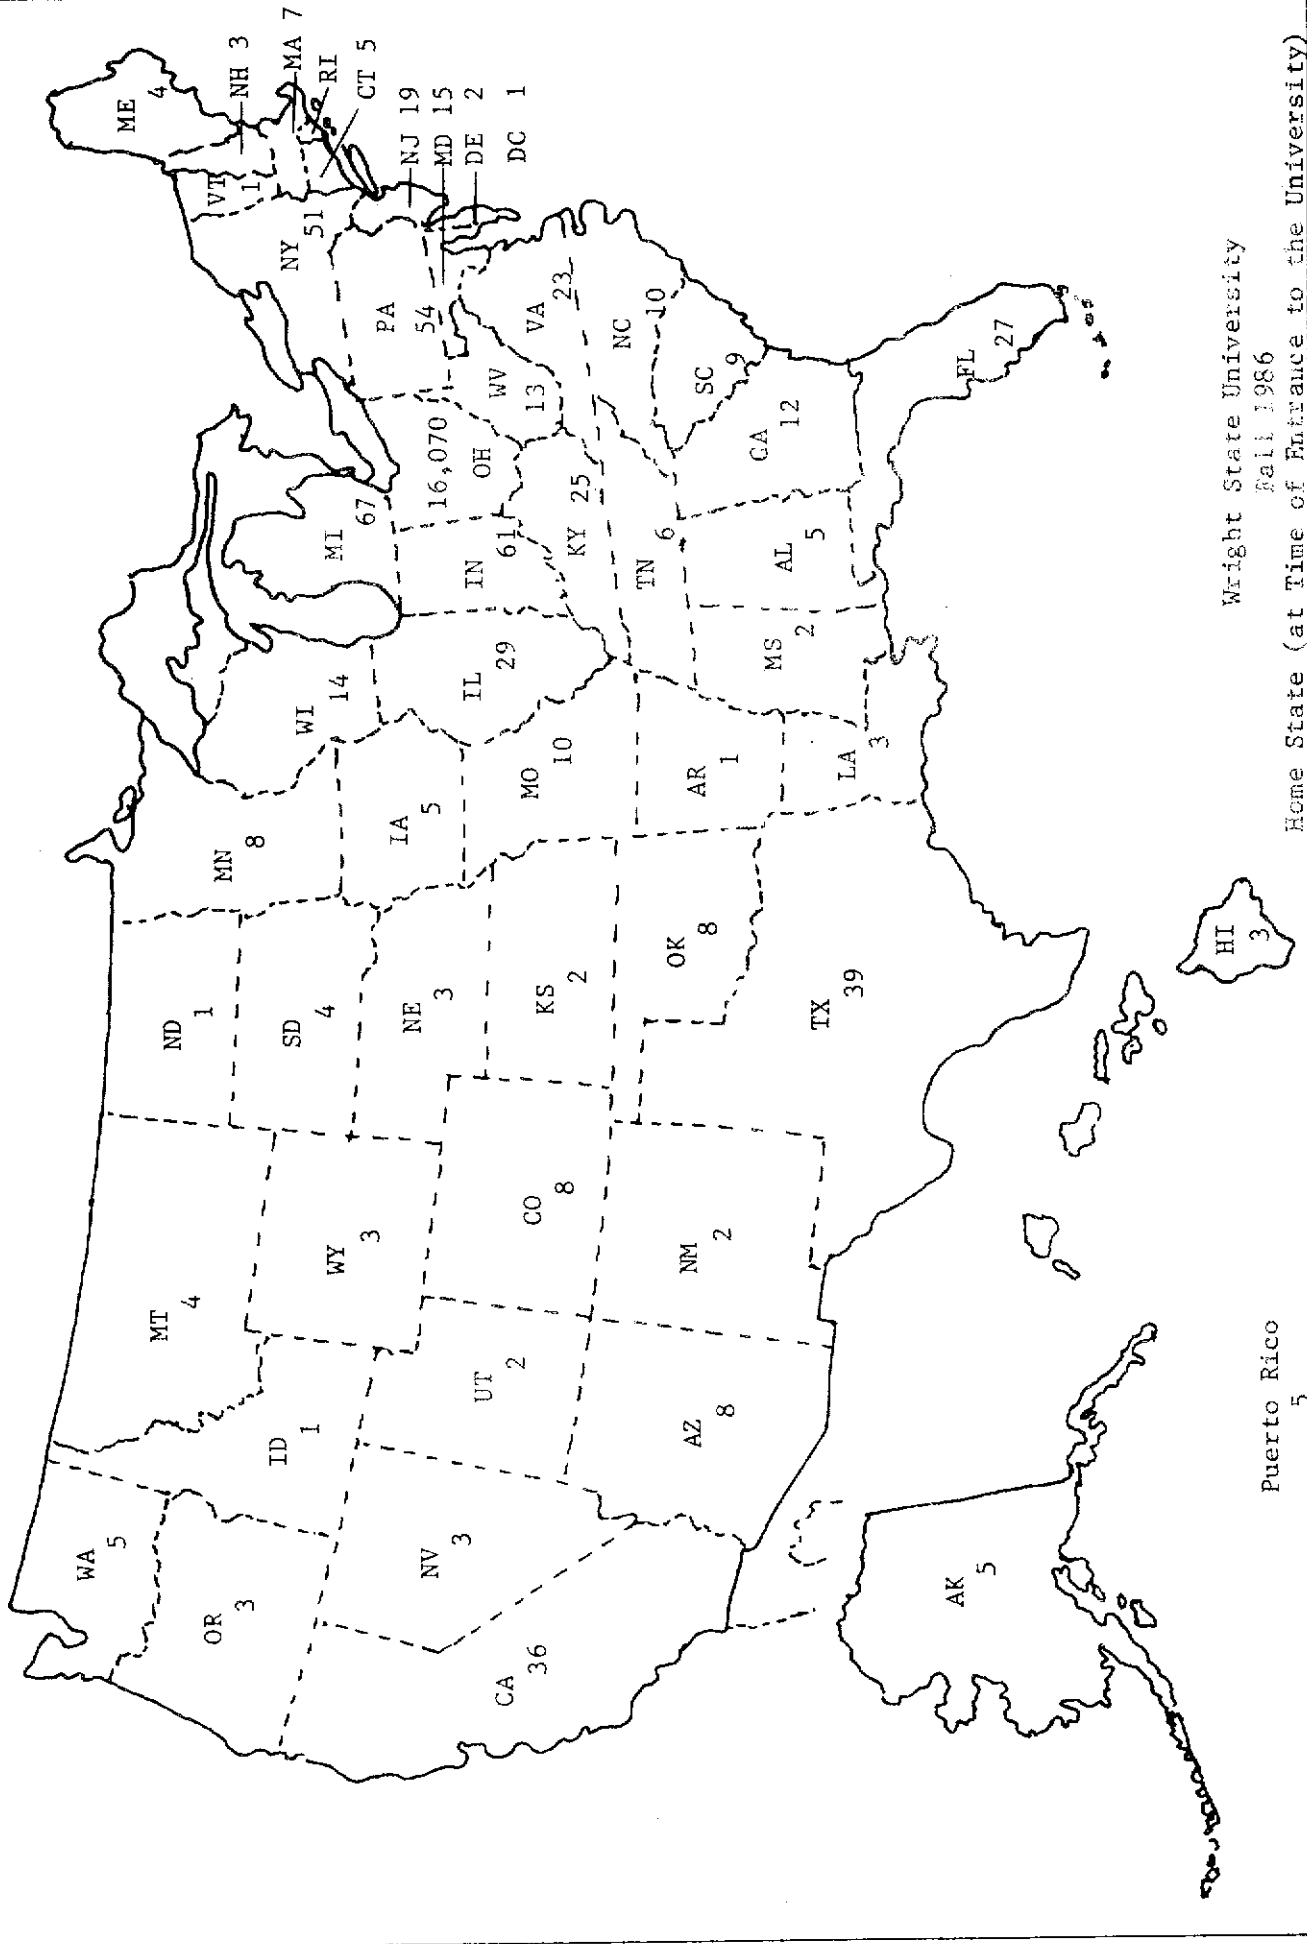 WA
5
OR
3
CA
36
NV
3
ID
1
MT
4
WY
3
UT
2
AZ
8
CO
8
NM
2
ND
1
SD
4
NE
3
KS
2
OK
8
TX
39
MN
8
IA
5
MO
10
AR
1
LA
3
WI
14
IL
29
MS
2
MI
67
IN
61
KY
25
TN
6
AL
5
16,070
OH
WV
13
VA
23
NC
10
SC
9
GA
12
FL
27
PA
54
NY
51
VT
1
ME
4
NH 3
MA 7
RI
CT 5
NJ 19
MD 15
DE 2
DC 1
AK
5
HI
3
Puerto Rico
5
Wright State University
Fall 1986
Home State (at Time of Entrance to the University)